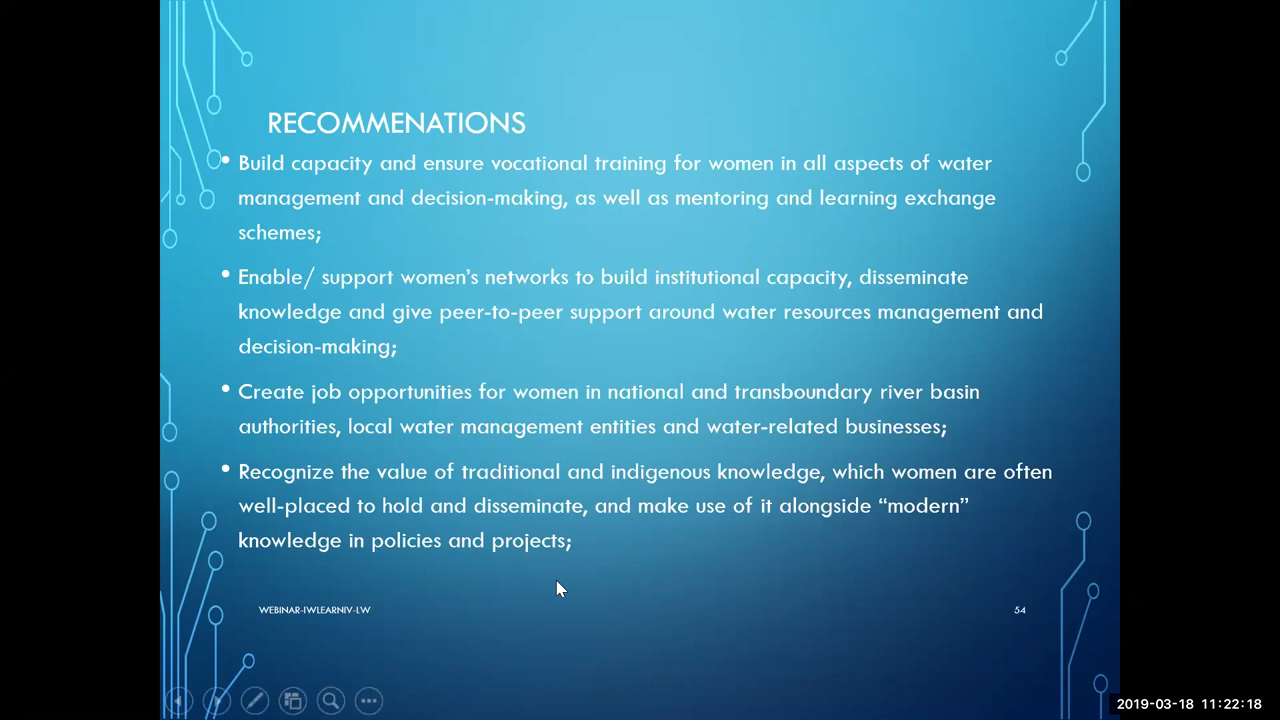 RECOMMENATIONS
• Build capacity and ensure vocational training for women in all aspects of water
management and decision-making, as well as mentoring and learning exchange
schemes;
• Enable/ support women’s networks to build institutional capacity, disseminate
knowledge and give peer-to-peer support around water resources management and
decision-making;
• Create job opportunities for women in national and transboundary river basin
authorities, local water management entities and water-related businesses;
• Recognize the value of traditional and indigenous knowledge, which women are often
well-placed to hold and disseminate, and make use of it alongside “modern”
knowledge in policies and projects;
WEBINAR-IWLEARNIV-LW
54
2019-03-18 11:22:18